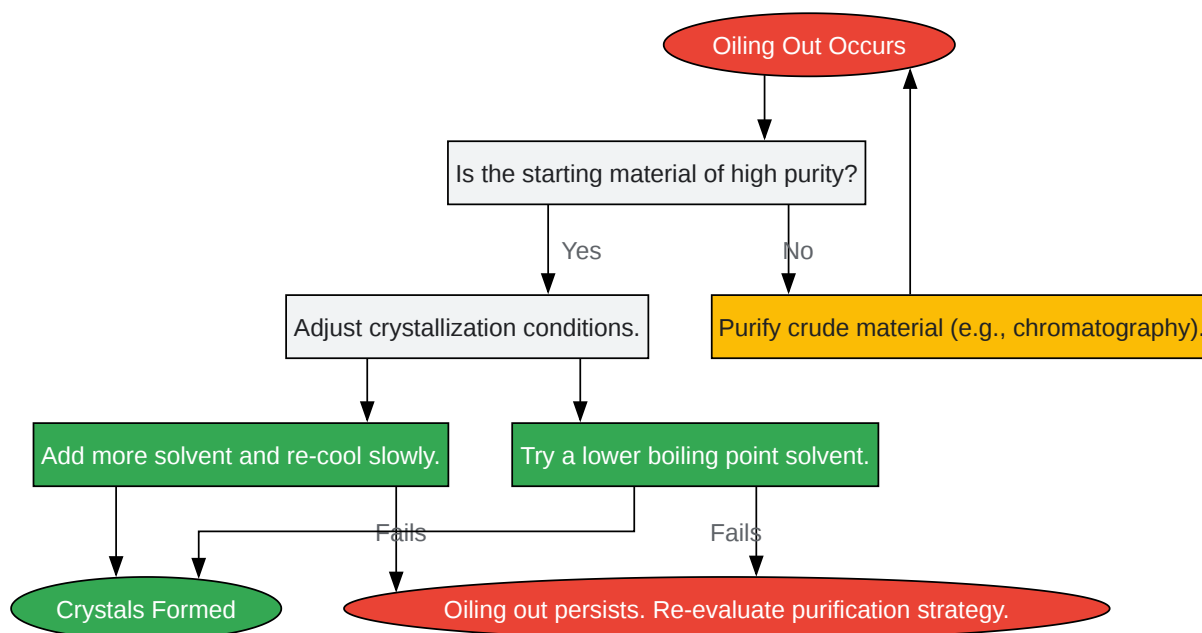 Oiling Out Occurs
Is the starting material of high purity?
Yes
No
Adjust crystallization conditions.
Purify crude material (e.g., chromatography).
Add more solvent and re-cool slowly.
Try a lower boiling point solvent.
Fails
Fails
Crystals Formed
Oiling out persists. Re-evaluate purification strategy.